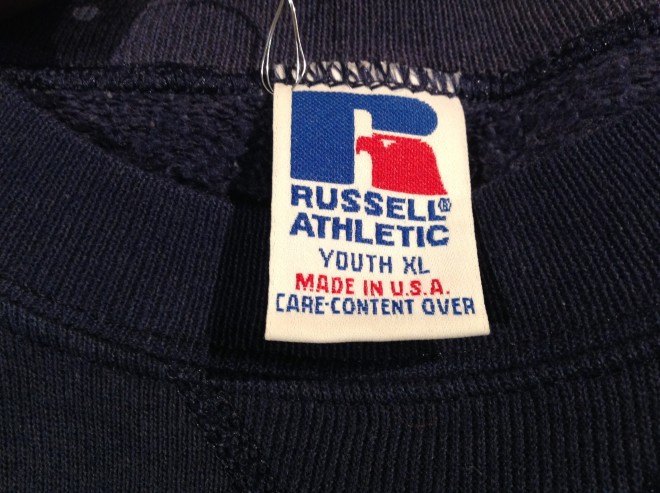 RUSSELL®
ATHLETIC
YOUTH XL
MADE IN U.S.A.
CARE-CONTENT OVER